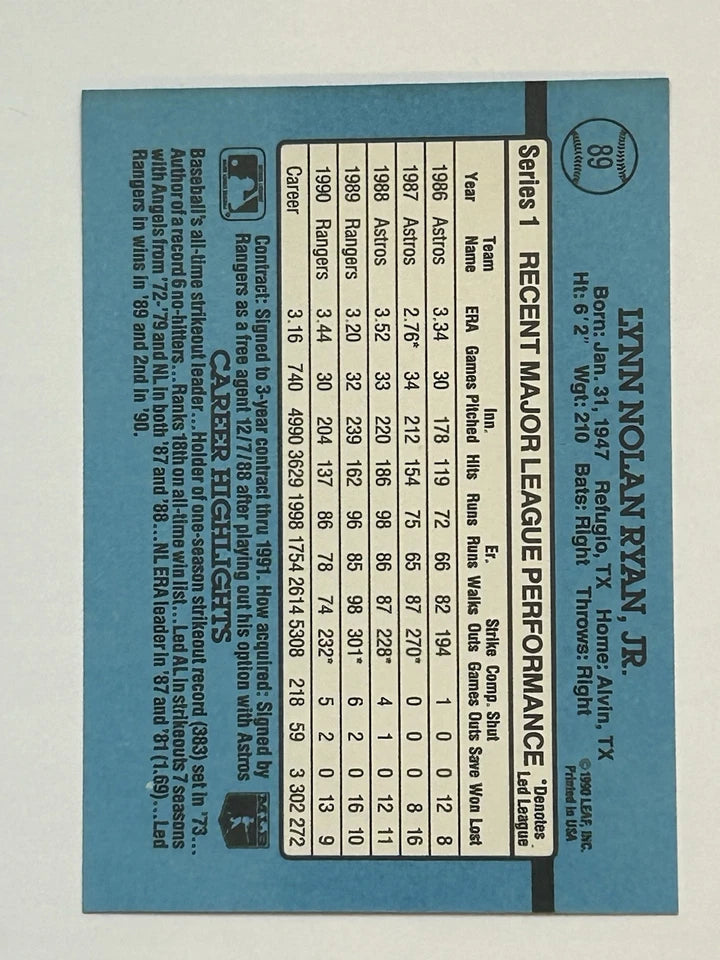 89
LYNN NOLAN RYAN, JR.
Born: Jan. 31, 1947 Refugio, TX Home: Alvin, TX
Ht: 6'2" Wgt: 210 Bats: Right Throws: Right
©1990 LEAF, INC.
Printed in USA
Series 1 RECENT MAJOR LEAGUE PERFORMANCE *Denotes Led League
Year Team Name ERA Games Inn. Pitched Hits Runs Er. Runs Walks Strike Outs Comp. Games Shut Outs Save Won Lost
1986 Astros 3.34 30 178 119 72 66 82 194 1 0 0 12 8
1987 Astros 2.76* 34 212 154 75 65 87 270* 0 0 0 8 16
1988 Astros 3.52 33 220 186 98 86 87 228* 4 1 0 12 11
1989 Rangers 3.20 32 239 162 96 85 98 301* 6 2 0 16 10
1990 Rangers 3.44 30 204 137 86 78 74 232* 5 2 0 13 9
Career 3.16 740 4990 3629 1998 1754 2614 5308 218 59 3 302 272
Contract: Signed to 3-year contract thru 1991. How acquired: Signed by
Rangers as a free agent 12/7/88 after playing out his option with Astros
MLB
CAREER HIGHLIGHTS
Baseball's all-time strikeout leader...Holder of one-season strikeout record (383) set in '73...
Author of a record 6 no-hitters...Ranks 18th on all-time win list...Led AL in strikeouts 7 seasons
with Angels from '72-'79 and NL in both '87 and '88...NL ERA leader in '87 and '81 (1.69)...Led
Rangers in wins in '89 and 2nd in '90.